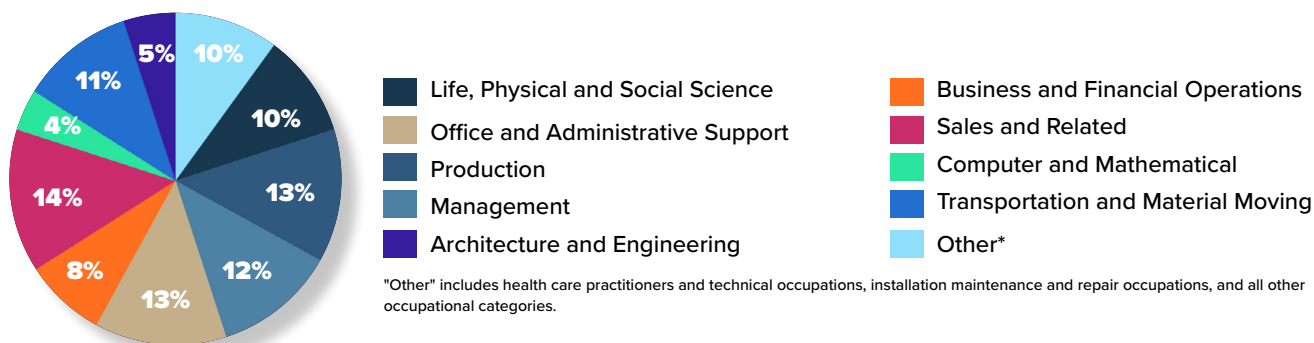 5%
10%
11%
10%
4%
13%
14%
8%
12%
13%
Life, Physical and Social Science
Office and Administrative Support
Production
Management
Architecture and Engineering
Business and Financial Operations
Sales and Related
Computer and Mathematical
Transportation and Material Moving
Other*
"Other" includes health care practitioners and technical occupations, installation maintenance and repair occupations, and all other
occupational categories.